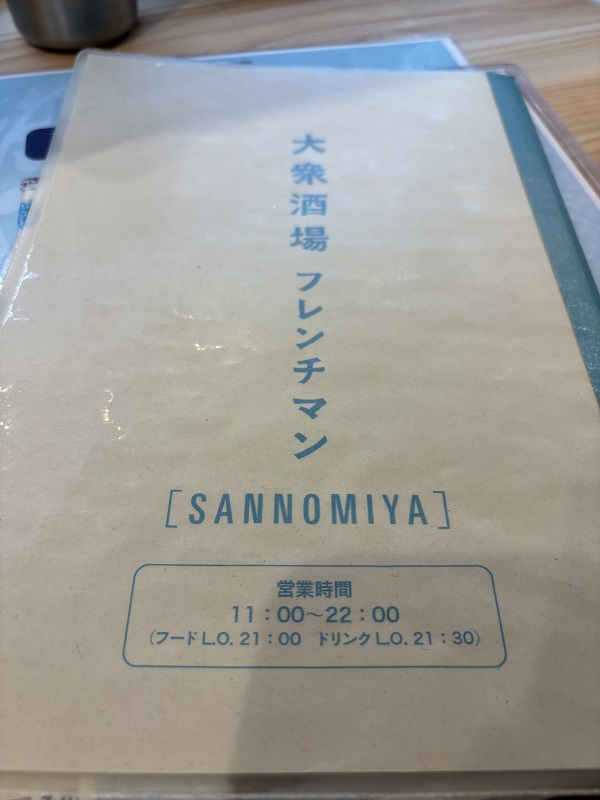 大衆酒場 フレンチマン
[SANNOMIYA]
営業時間
11:00〜22:00
(フードL.O. 21:00 ドリンクL.O. 21:30)